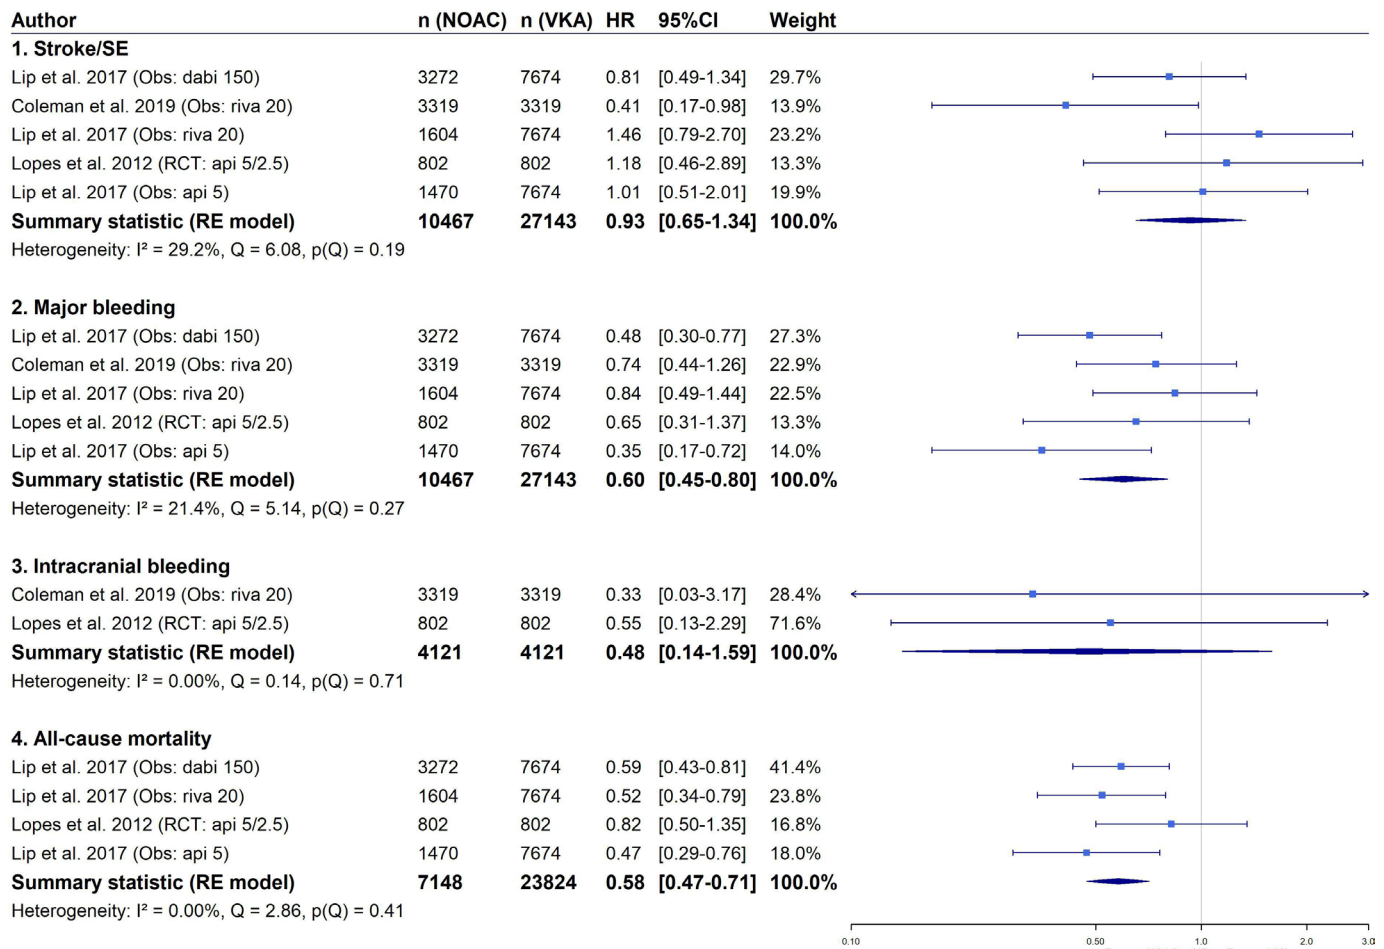 Author n (NOAC) n (VKA) HR 95%CI Weight
1. Stroke/SE
Lip et al. 2017 (Obs: dabi 150) 3272 7674 0.81 [0.49-1.34] 29.7%
Coleman et al. 2019 (Obs: riva 20) 3319 3319 0.41 [0.17-0.98] 13.9%
Lip et al. 2017 (Obs: riva 20) 1604 7674 1.46 [0.79-2.70] 23.2%
Lopes et al. 2012 (RCT: api 5/2.5) 802 802 1.18 [0.46-2.89] 13.3%
Lip et al. 2017 (Obs: api 5) 1470 7674 1.01 [0.51-2.01] 19.9%
Summary statistic (RE model) 10467 27143 0.93 [0.65-1.34] 100.0%
Heterogeneity: I² = 29.2%, Q = 6.08, p(Q) = 0.19
2. Major bleeding
Lip et al. 2017 (Obs: dabi 150) 3272 7674 0.48 [0.30-0.77] 27.3%
Coleman et al. 2019 (Obs: riva 20) 3319 3319 0.74 [0.44-1.26] 22.9%
Lip et al. 2017 (Obs: riva 20) 1604 7674 0.84 [0.49-1.44] 22.5%
Lopes et al. 2012 (RCT: api 5/2.5) 802 802 0.65 [0.31-1.37] 13.3%
Lip et al. 2017 (Obs: api 5) 1470 7674 0.35 [0.17-0.72] 14.0%
Summary statistic (RE model) 10467 27143 0.60 [0.45-0.80] 100.0%
Heterogeneity: I² = 21.4%, Q = 5.14, p(Q) = 0.27
3. Intracranial bleeding
Coleman et al. 2019 (Obs: riva 20) 3319 3319 0.33 [0.03-3.17] 28.4%
Lopes et al. 2012 (RCT: api 5/2.5) 802 802 0.55 [0.13-2.29] 71.6%
Summary statistic (RE model) 4121 4121 0.48 [0.14-1.59] 100.0%
Heterogeneity: I² = 0.00%, Q = 0.14, p(Q) = 0.71
4. All-cause mortality
Lip et al. 2017 (Obs: dabi 150) 3272 7674 0.59 [0.43-0.81] 41.4%
Lip et al. 2017 (Obs: riva 20) 1604 7674 0.52 [0.34-0.79] 23.8%
Lopes et al. 2012 (RCT: api 5/2.5) 802 802 0.82 [0.50-1.35] 16.8%
Lip et al. 2017 (Obs: api 5) 1470 7674 0.47 [0.29-0.76] 18.0%
Summary statistic (RE model) 7148 23824 0.58 [0.47-0.71] 100.0%
Heterogeneity: I² = 0.00%, Q = 2.86, p(Q) = 0.41
0.10 0.50 1.0 2.0 3.0